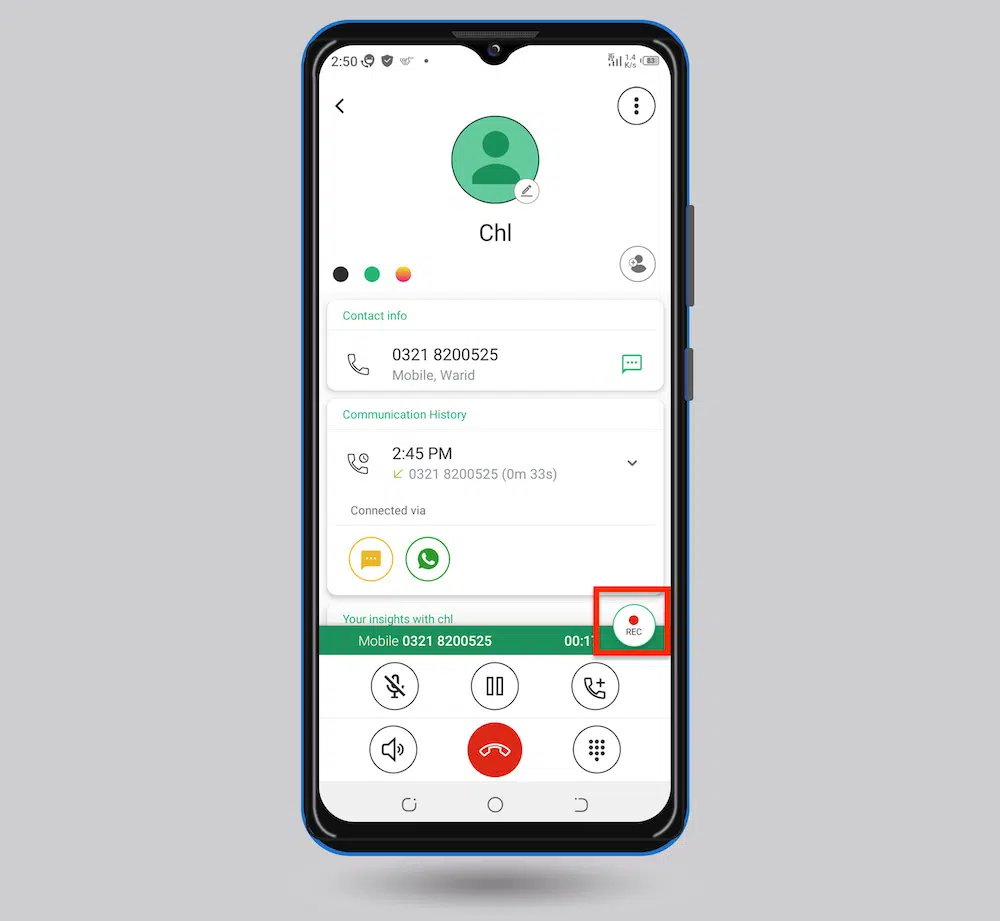 2:50
1.4
K/s
83
Chl
Contact info
0321 8200525
Mobile, Warid
Communication History
2:45 PM
0321 8200525 (0m 33s)
Connected via
Your insights with chl
Mobile 0321 8200525
00:1
REC